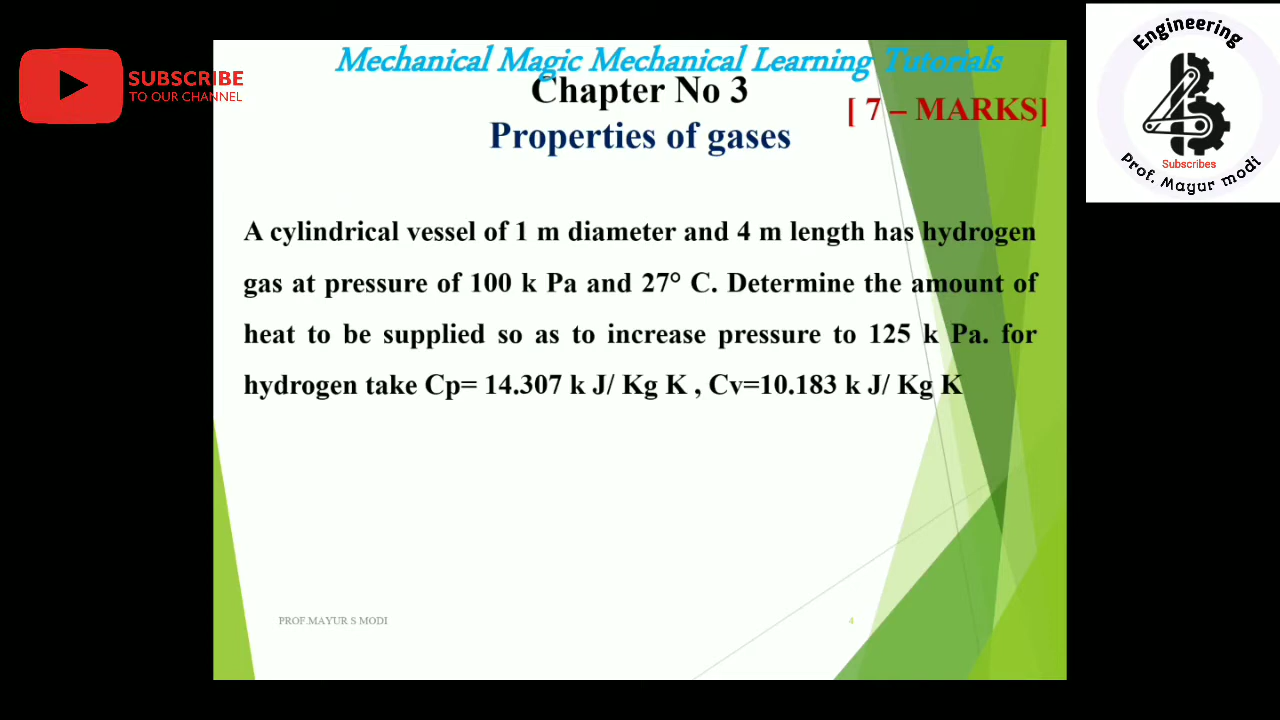 Mechanical Magic Mechanical Learning Tutorials
SUBSCRIBE
TO OUR CHANNEL
Chapter No 3
[ 7 – MARKS]
Properties of gases
Engineering
Subscribes
Prof. Mayur modi
A cylindrical vessel of 1 m diameter and 4 m length has hydrogen
gas at pressure of 100 k Pa and 27° C. Determine the amount of
heat to be supplied so as to increase pressure to 125 k Pa. for
hydrogen take Cp= 14.307 k J/ Kg K , Cv=10.183 k J/ Kg K
PROF.MAYUR S MODI
4